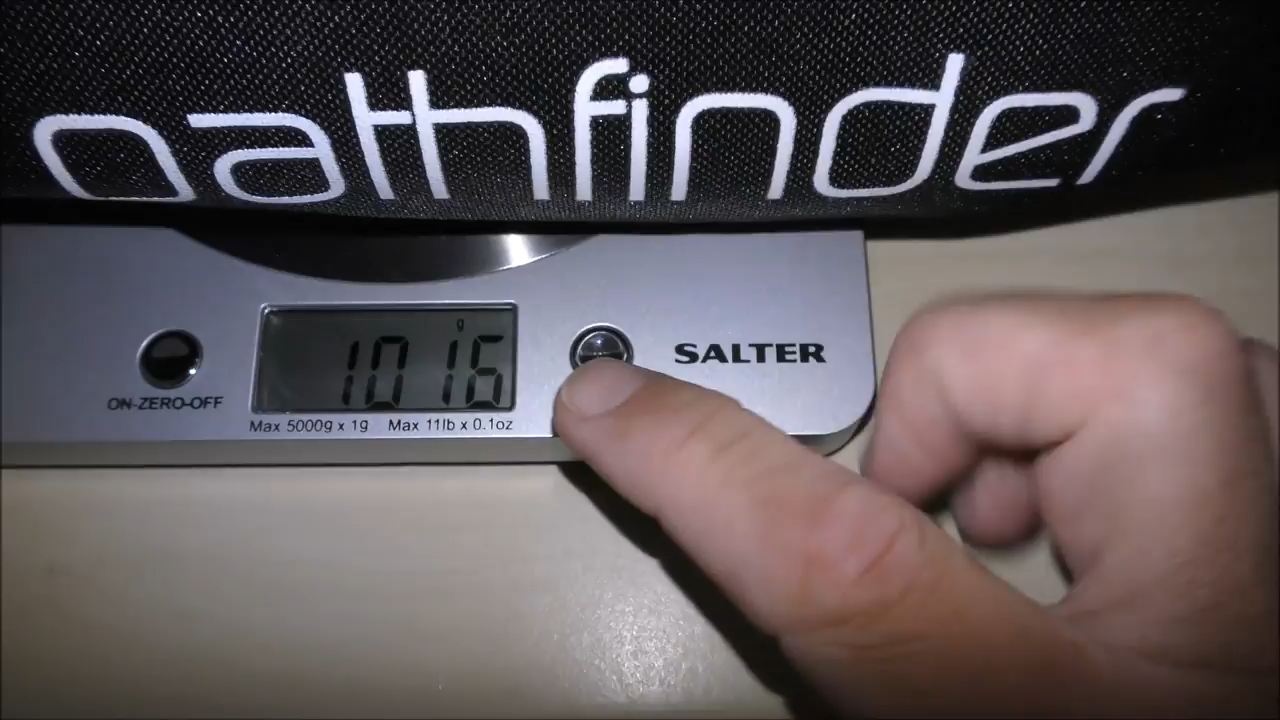 pathfinder
g
1016
SALTER
ON-ZERO-OFF
Max 5000g x 1g Max 11lb x 0.1oz